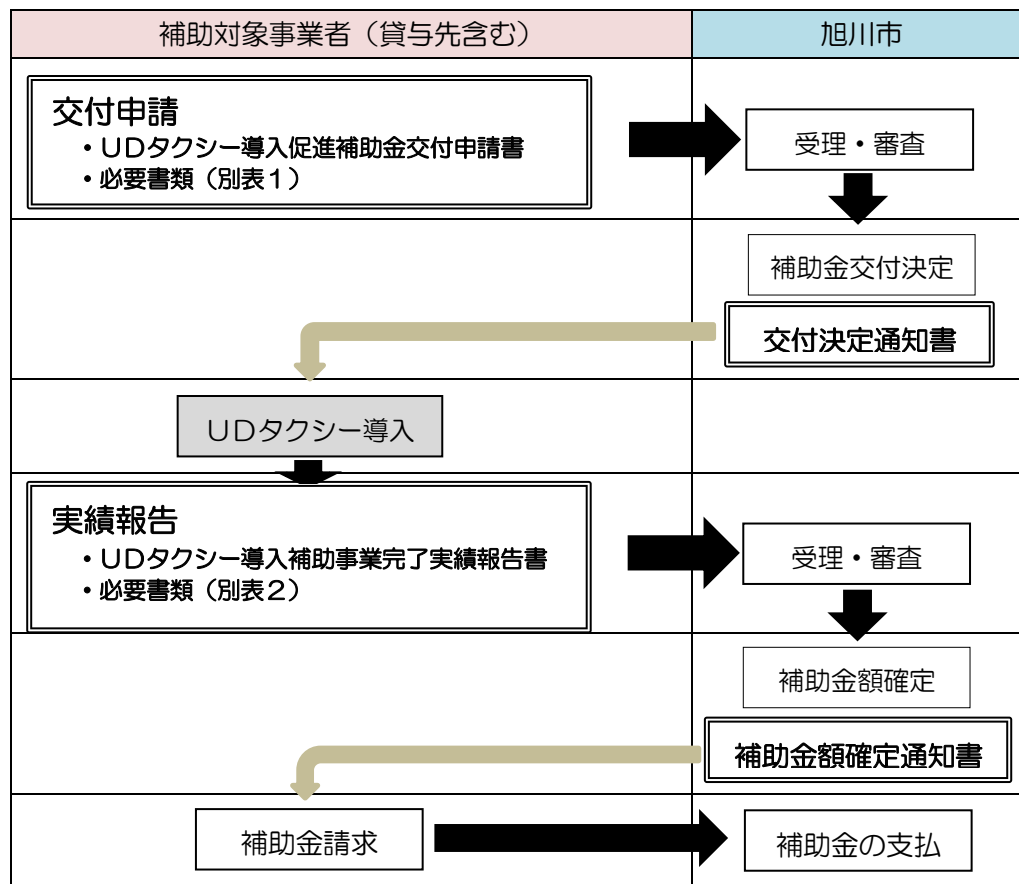 補助対象事業者（貸与先含む）
旭川市
交付申請
・ＵＤタクシー導入促進補助金交付申請書
・必要書類（別表１）
受理・審査
補助金交付決定
交付決定通知書
ＵＤタクシー導入
実績報告
・ＵＤタクシー導入補助事業完了実績報告書
・必要書類（別表２）
受理・審査
補助金額確定
補助金額確定通知書
補助金請求
補助金の支払